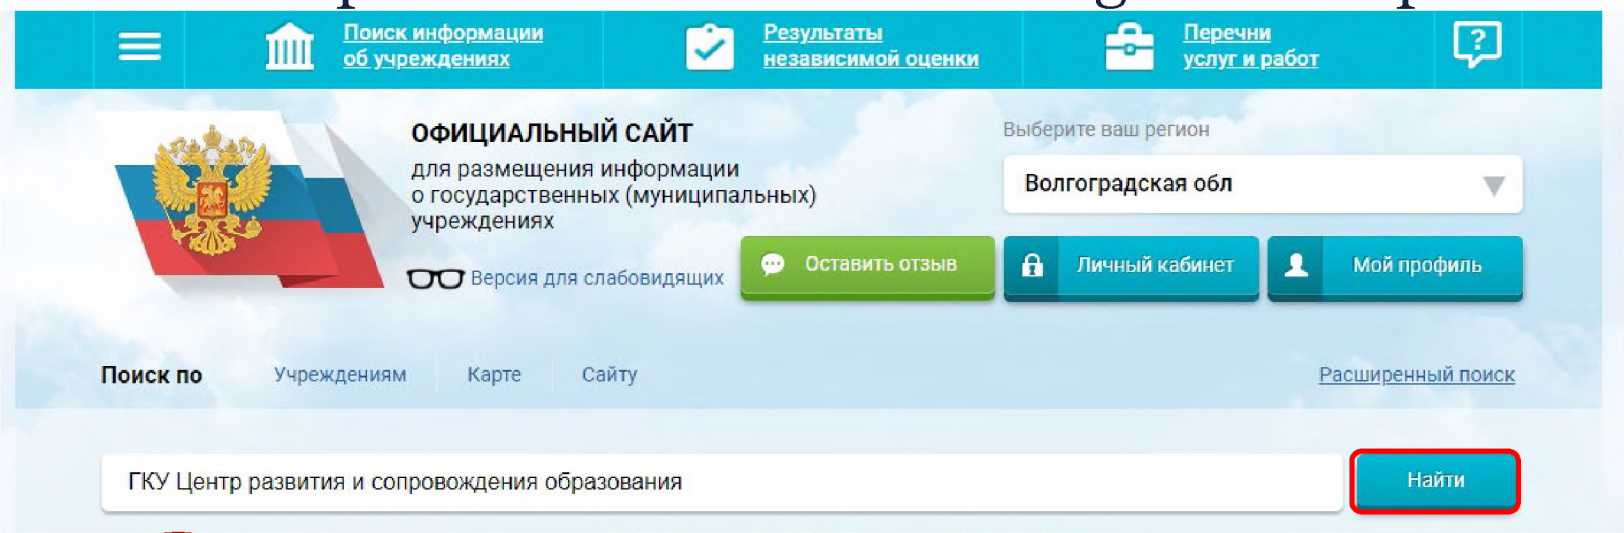 Поиск информации
об учреждениях
Результаты
независимой оценки
Перечни
услуг и работ
?
ОФИЦИАЛЬНЫЙ САЙТ
для размещения информации
о государственных (муниципальных)
учреждениях
Версия для слабовидящих
Выберите ваш регион
Волгоградская обл
Оставить отзыв
Личный кабинет
Мой профиль
Поиск по Учреждениям Карте Сайту Расширенный поиск
ГКУ Центр развития и сопровождения образования Найти